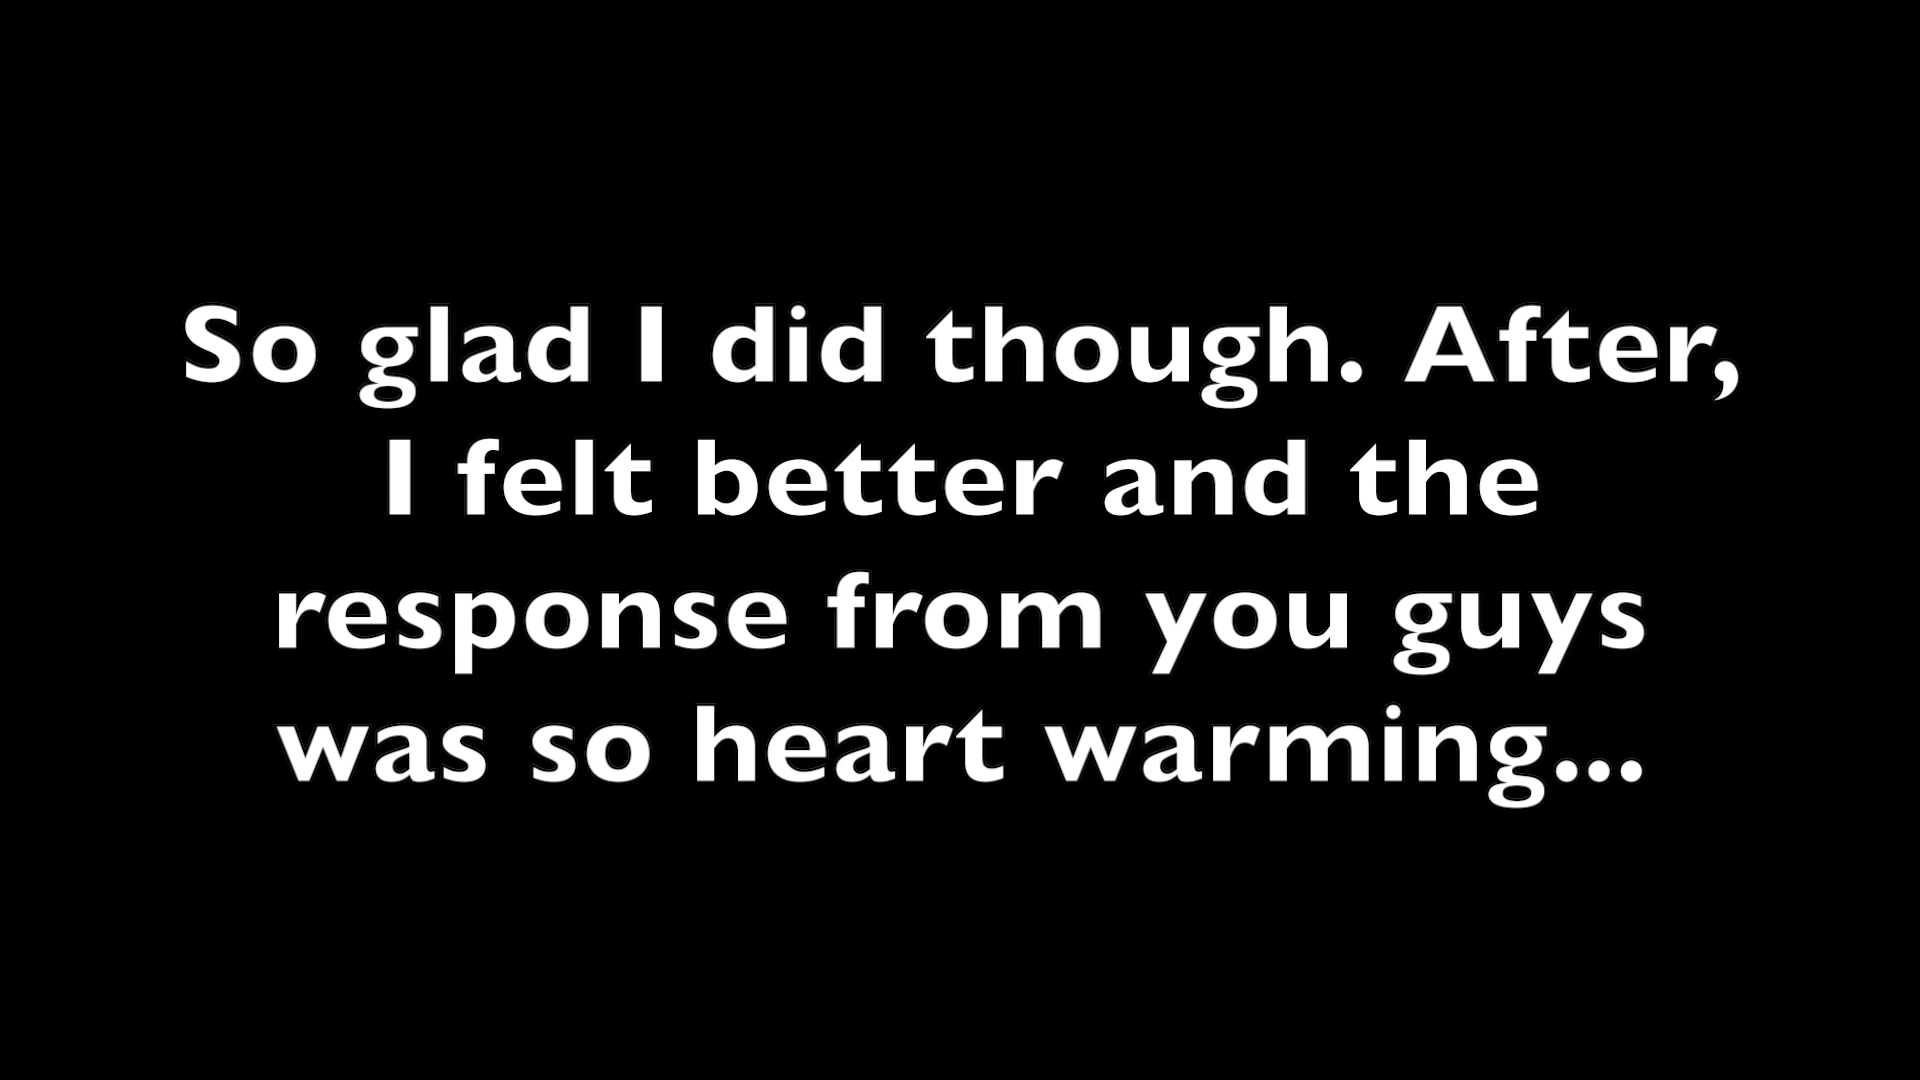 So glad I did though. After,
I felt better and the
response from you guys
was so heart warming...